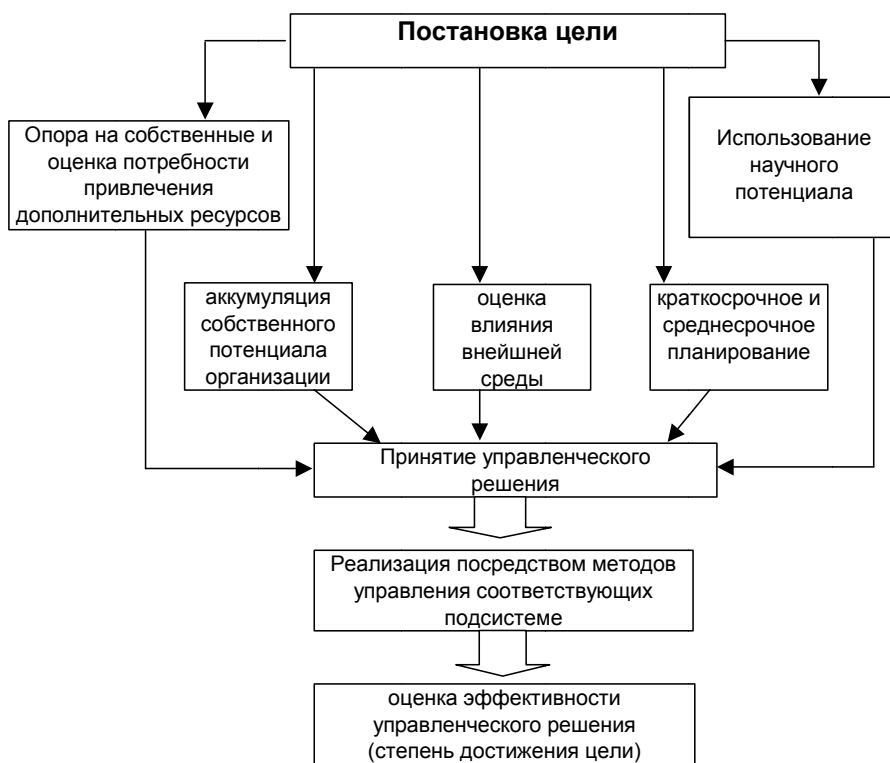 Постановка цели
Опора на собственные и
оценка потребности
привлечения
дополнительных ресурсов
Использование
научного
потенциала
аккумуляция
собственного
потенциала
организации
оценка
влияния
внейшней
среды
краткосрочное и
среднесрочное
планирование
Принятие управленческого
решения
Реализация посредством методов
управления соответствующих
подсистеме
оценка эффективности
управленческого решения
(степень достижения цели)